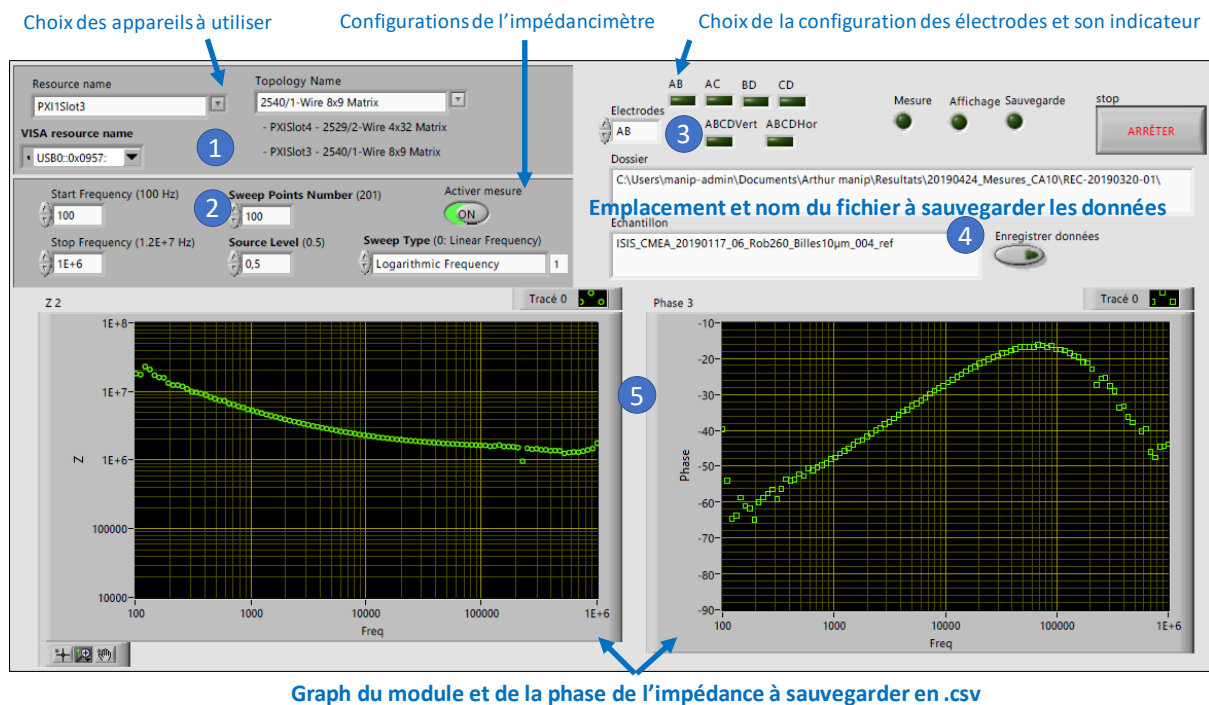 Choix des appareils à utiliser
Configurations de l'impédancimètre
Choix de la configuration des électrodes et son indicateur
Resource name
PXI1Slot3
Topology Name
2540/1-Wire 8x9 Matrix
- PXISlot4 - 2529/2-Wire 4x32 Matrix
- PXISlot3 - 2540/1-Wire 8x9 Matrix
VISA resource name
USB0::0x0957:
1
AB AC BD CD
Electrodes
AB
3
ABCDVert ABCDHor
Mesure Affichage Sauvegarde
stop
ARRÊTER
Dossier
C:\Users\manip-admin\Documents\Arthur manip\Resultats\20190424_Mesures_CA10\REC-20190320-01\
Emplacement et nom du fichier à sauvegarder les données
Echantillon
ISIS_CMEA_20190117_06_Rob260_Billes10µm_004_ref
4
Enregistrer données
Start Frequency (100 Hz)
100
2
Sweep Points Number (201)
100
Activer mesure
ON
Stop Frequency (1.2E+7 Hz)
1E+6
Source Level (0.5)
0,5
Sweep Type (0: Linear Frequency)
Logarithmic Frequency
1
Z 2
Tracé 0
1E+8
1E+7
1E+6
100000
10000
Z
100 1000 10000 100000 1E+6
Freq
5
Phase 3
Tracé 0
-10
-20
-30
-40
-50
-60
-70
-80
-90
Phase
100 1000 10000 100000 1E+6
Freq
Graph du module et de la phase de l'impédance à sauvegarder en .csv